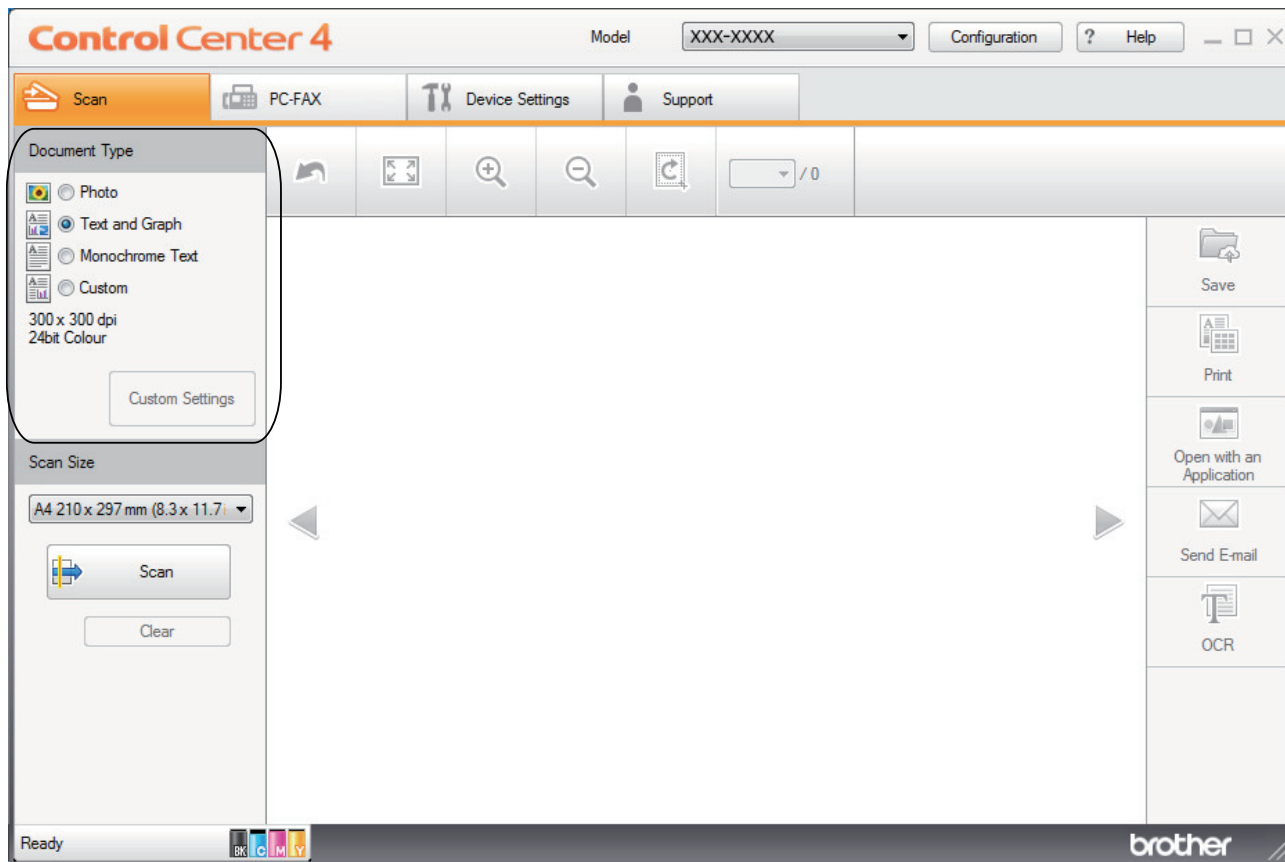 Control Center 4
Model XXX-XXXX Configuration ? Help
Scan PC-FAX Device Settings Support
Document Type
Photo
Text and Graph
Monochrome Text
Custom
300 x 300 dpi
24bit Colour
Custom Settings
/ 0
Scan Size
A4 210 x 297 mm (8.3 x 11.7 i
Scan
Clear
Save
Print
Open with an
Application
Send E-mail
OCR
Ready BK C M Y brother